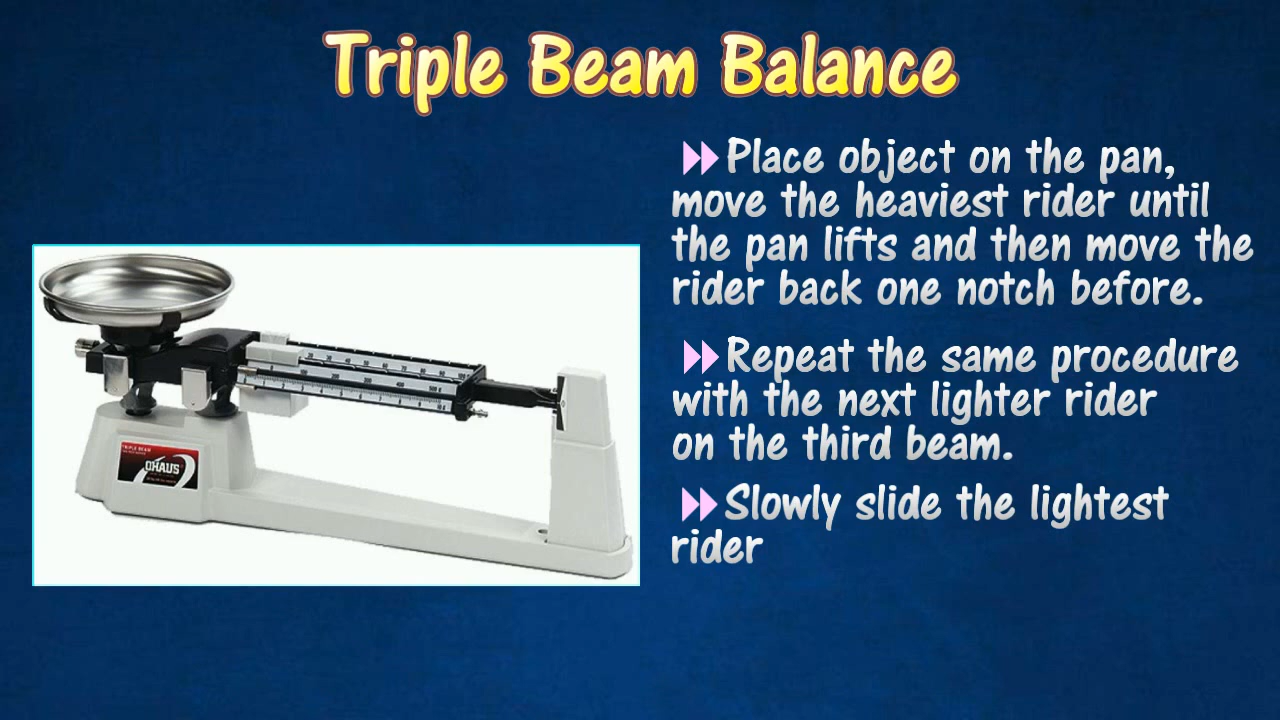 Triple Beam Balance
Place object on the pan,
move the heaviest rider until
the pan lifts and then move the
rider back one notch before.
Repeat the same procedure
with the next lighter rider
on the third beam.
Slowly slide the lightest
rider
TRIPLE BEAM
OHAUS